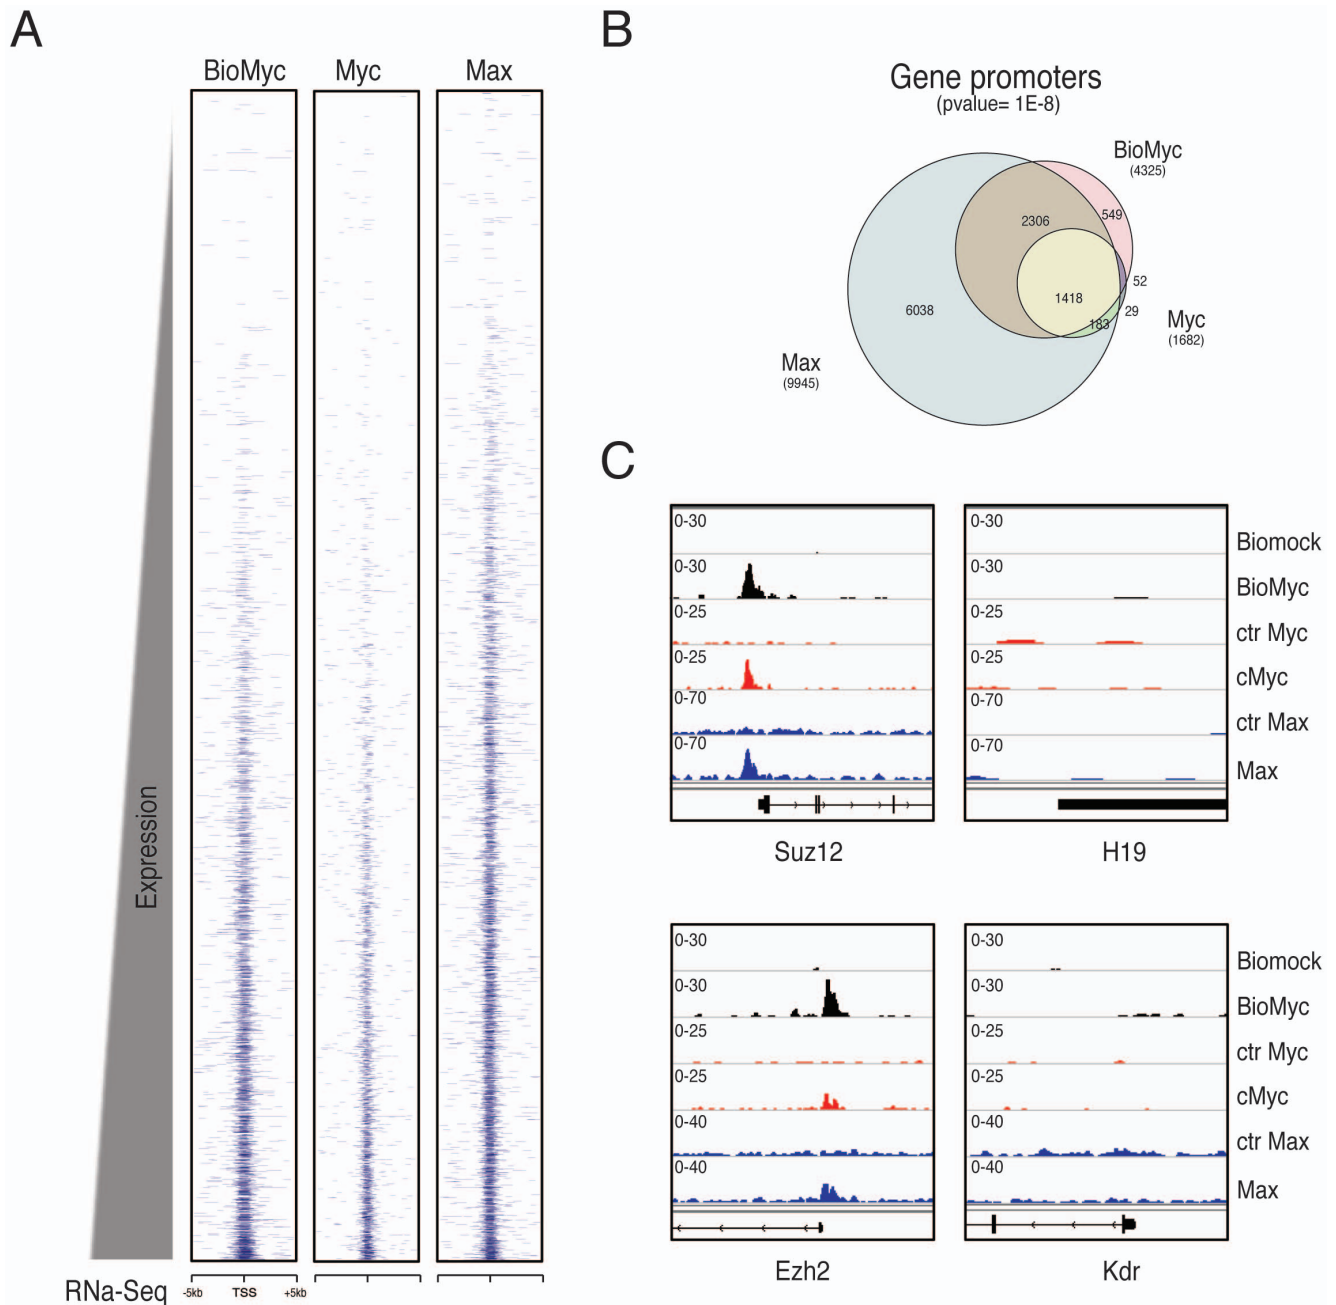 A
BioMyc
Myc
Max
Expression
RNa-Seq
-5kb
TSS
+5kb
B
Gene promoters
(pvalue= 1E-8)
BioMyc
(4325)
2306
549
52
1418
29
6038
183
Myc
(1682)
Max
(9945)
C
0-30
0-30
Biomock
0-30
0-30
BioMyc
0-25
0-25
ctr Myc
0-25
0-25
cMyc
0-70
0-70
ctr Max
0-70
0-70
Max
Suz12
H19
0-30
0-30
Biomock
0-30
0-30
BioMyc
0-25
0-25
ctr Myc
0-25
0-25
cMyc
0-40
0-40
ctr Max
0-40
0-40
Max
Ezh2
Kdr